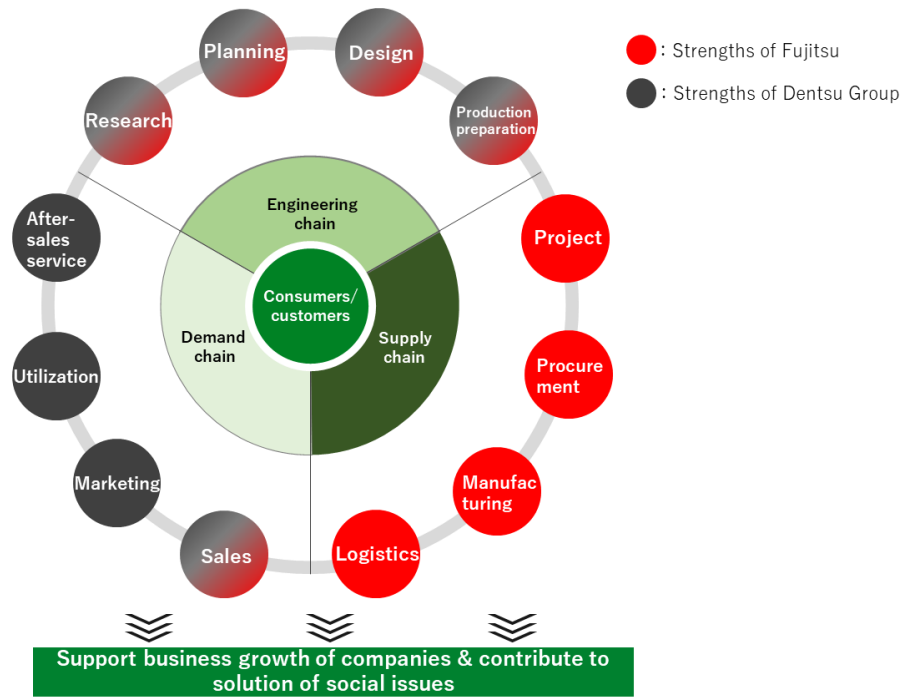 Planning
Design
Research
Production
preparation
: Strengths of Fujitsu
: Strengths of Dentsu Group
After-
sales
service
Engineering
chain
Project
Consumers/
customers
Demand
chain
Supply
chain
Utilization
Procure
ment
Marketing
Manufac
turing
Sales
Logistics
Support business growth of companies & contribute to
solution of social issues